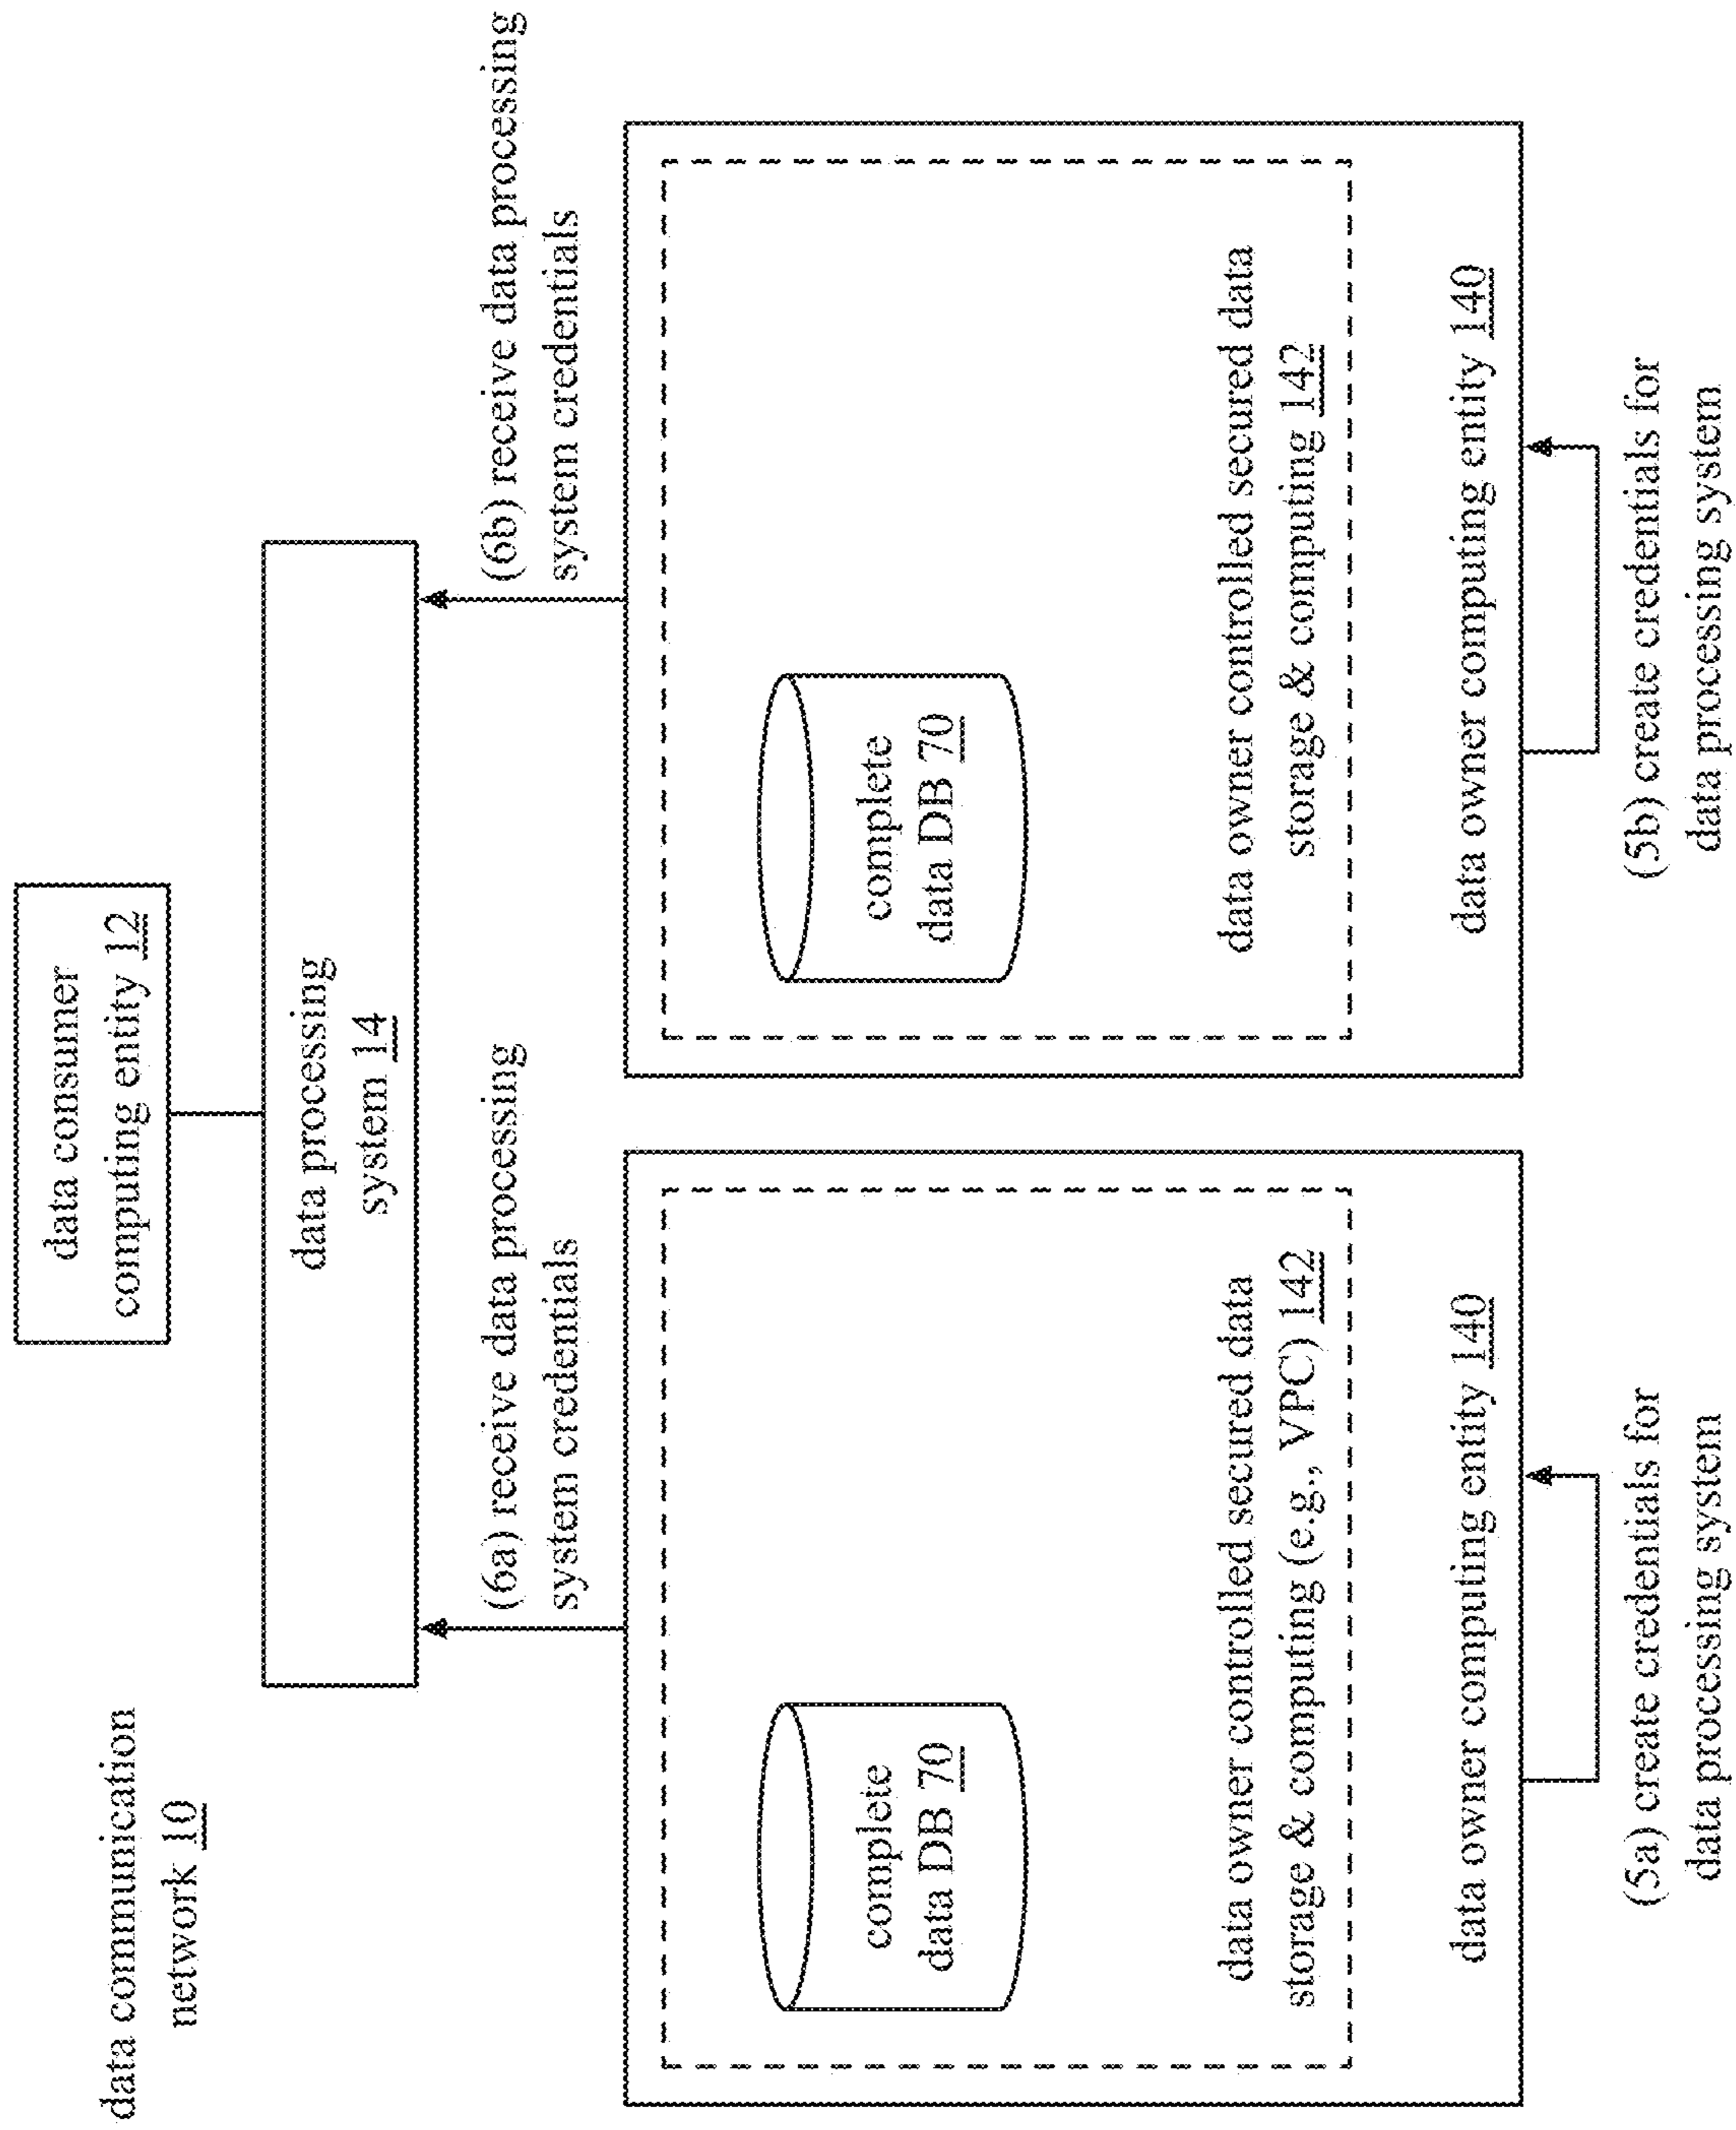 data communication
network 10
data consumer
computing entity 12
data processing
system 14
(6a) receive data processing
system credentials
(6b) receive data processing
system credentials
complete
data DB 70
data owner controlled secured data
storage & computing (e.g., VPC) 142
data owner computing entity 140
(5a) create credentials for
data processing system
complete
data DB 70
data owner controlled secured data
storage & computing 142
data owner computing entity 140
(5b) create credentials for
data processing system